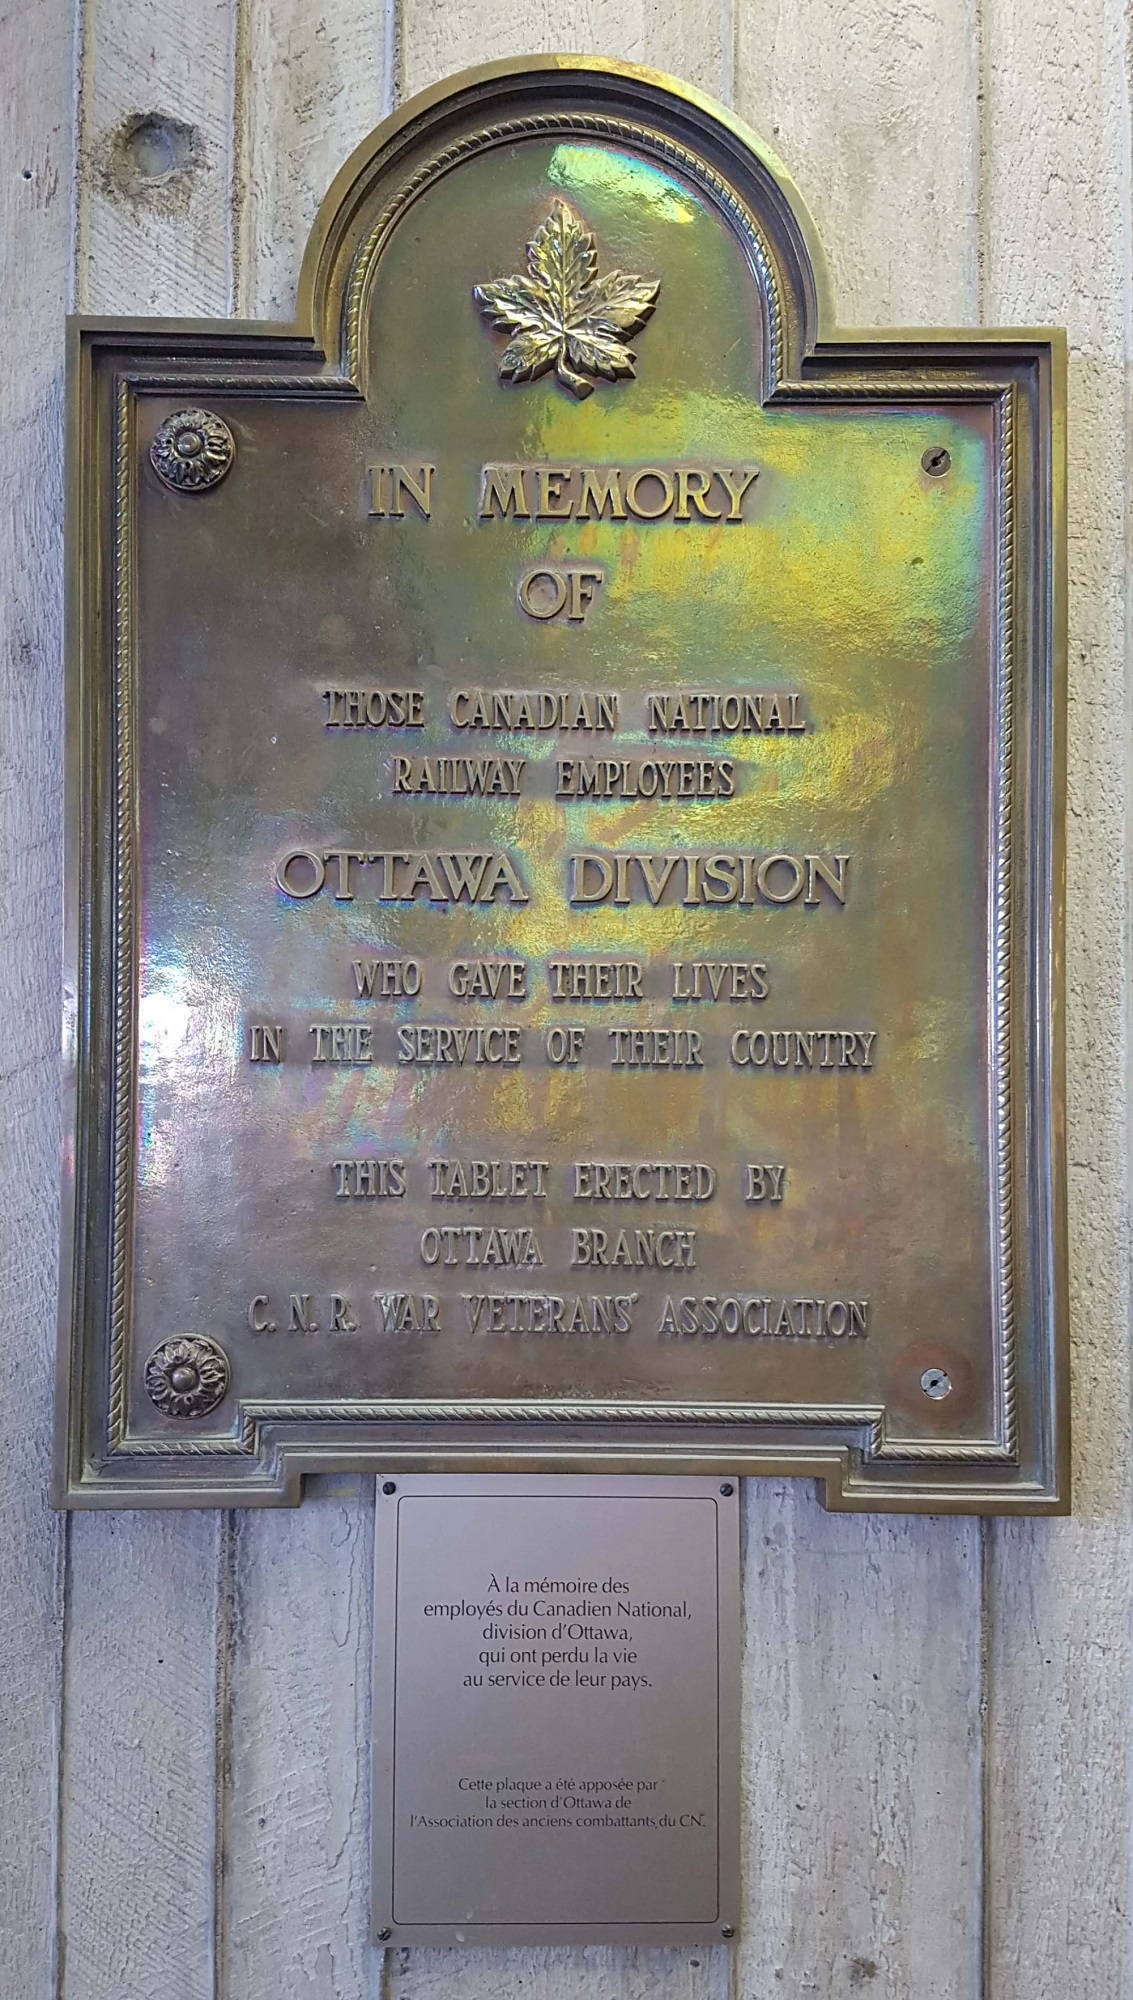 IN MEMORY
OF
THOSE CANADIAN NATIONAL
RAILWAY EMPLOYEES
OTTAWA DIVISION
WHO GAVE THEIR LIVES
IN THE SERVICE OF THEIR COUNTRY
THIS TABLET ERECTED BY
OTTAWA BRANCH
C. N. R. WAR VETERANS' ASSOCIATION
À la mémoire des
employés du Canadien National,
division d'Ottawa,
qui ont perdu la vie
au service de leur pays.
Cette plaque a été apposée par
la section d'Ottawa de
l'Association des anciens combattants du CN.